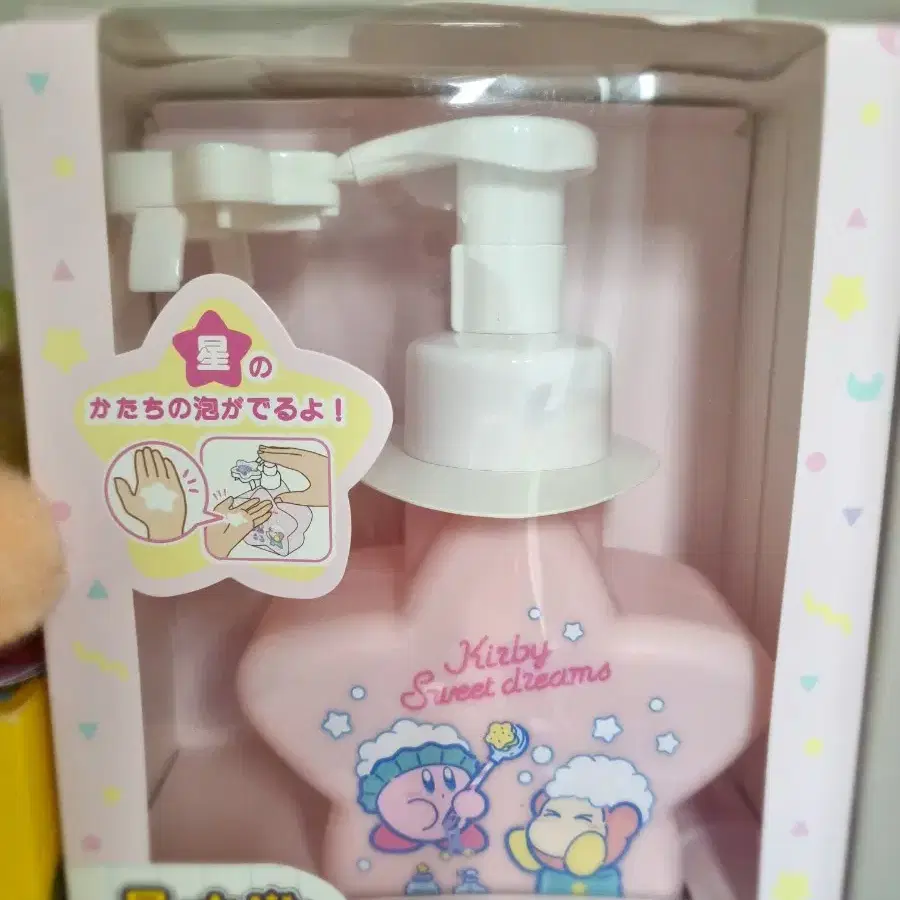 星の
かたちの泡がでるよ！
Kirby
Sweet dreams